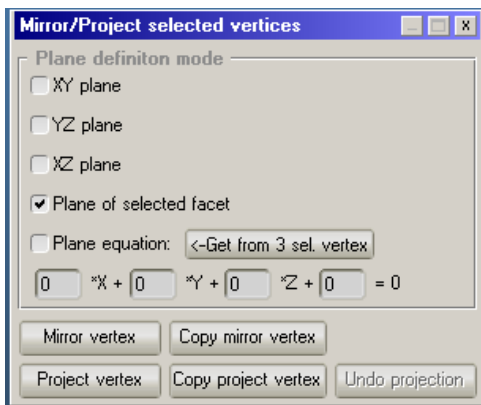 Mirror/Project selected vertices
Plane definiton mode
XY plane
YZ plane
XZ plane
Plane of selected facet
Plane equation: <-Get from 3 sel. vertex
0 *X + 0 *Y + 0 *Z + 0 = 0
Mirror vertex Copy mirror vertex
Project vertex Copy project vertex Undo projection